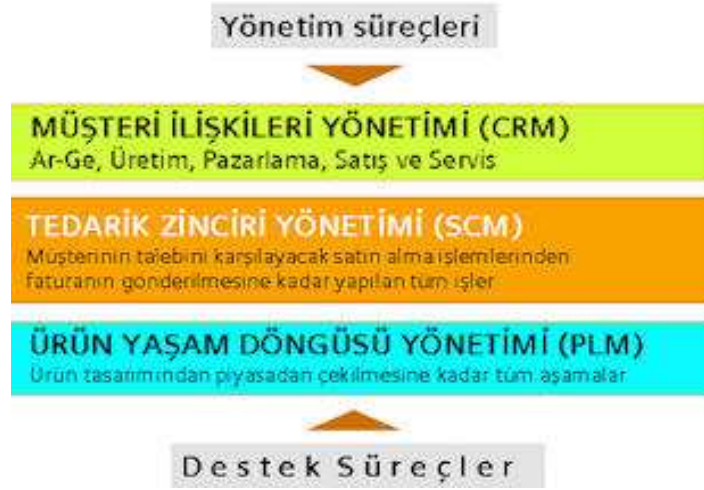 Yönetim süreçleri
MÜŞTERİ İLİŞKİLERİ YÖNETİMİ (CRM)
Ar-Ge, Üretim, Pazarlama, Satış ve Servis
TEDARİK ZİNCİRİ YÖNETİMİ (SCM)
Müşterinin talebini karşılayacak satın alma işlemlerinden
faturanın gönderilmesine kadar yapılan tüm işler
ÜRÜN YAŞAM DÖNGÜSÜ YÖNETİMİ (PLM)
Ürün tasarımından piyasadan çekilmesine kadar tüm aşamalar
Destek Süreçler